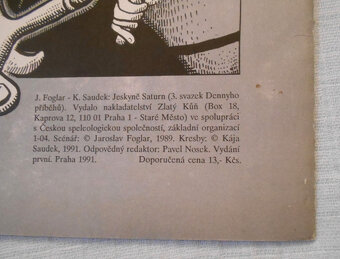 J. Foglar - K. Saudek: Jeskyně Saturn (3. svazek Dennyho
příběhů). Vydalo nakladatelství Zlatý Kůň (Box 18,
Kaprova 12, 110 01 Praha 1 - Staré Město) ve spolupráci
s Českou speleologickou společností, základní organizací
1-04. Scénář: © Jaroslav Foglar, 1989. Kresby: © Kája
Saudek, 1991. Odpovědný redaktor: Pavel Nosek. Vydání
první. Praha 1991. Doporučená cena 13,- Kčs.